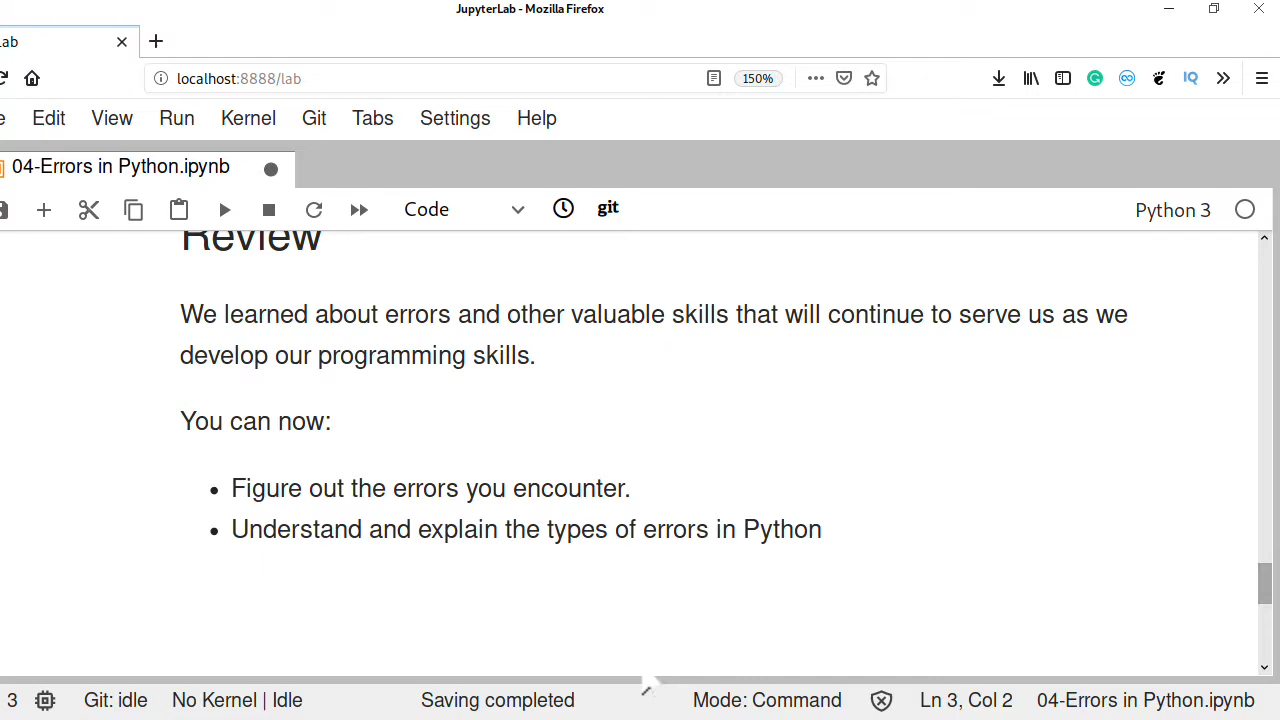 JupyterLab - Mozilla Firefox
ab
localhost:8888/lab
150%
IQ
Edit View Run Kernel Git Tabs Settings Help
04-Errors in Python.ipynb
Code git Python 3
Review
We learned about errors and other valuable skills that will continue to serve us as we
develop our programming skills.
You can now:
• Figure out the errors you encounter.
• Understand and explain the types of errors in Python
3 Git: idle No Kernel | Idle Saving completed Mode: Command Ln 3, Col 2 04-Errors in Python.ipynb